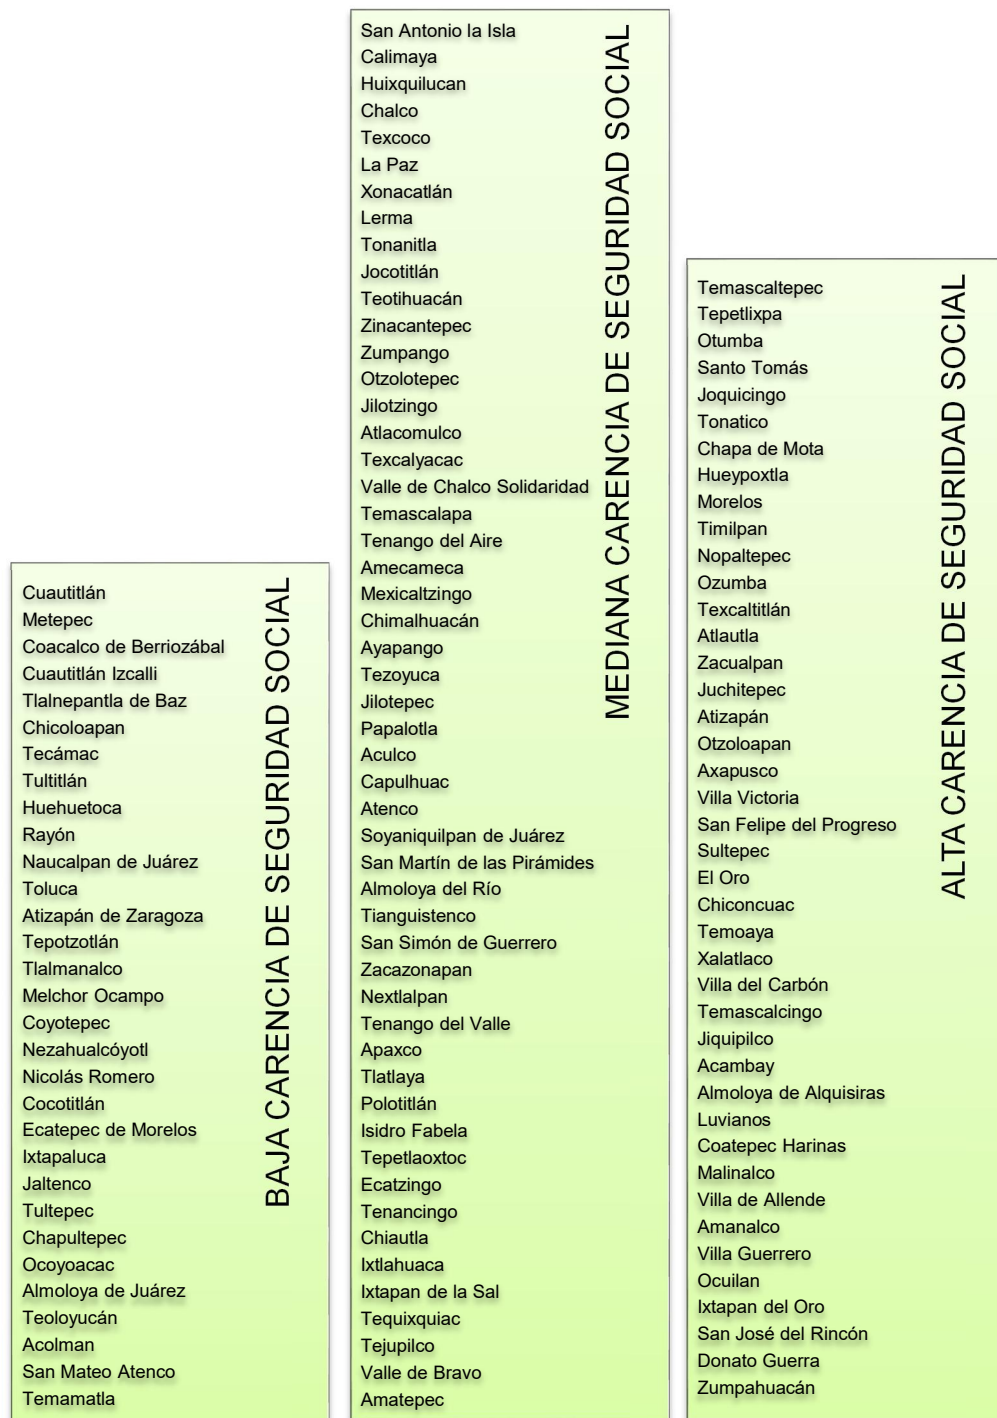 Cuautitlán
Metepec
Coacalco de Berriozábal
Cuautitlán Izcalli
Tlalnepantla de Baz
Chicoloapan
Tecámac
Tultitlán
Huehuetoca
Rayón
Naucalpan de Juárez
Toluca
Atizapán de Zaragoza
Tepotzotlán
Tlalmanalco
Melchor Ocampo
Coyotepec
Nezahualcóyotl
Nicolás Romero
Cocotitlán
Ecatepec de Morelos
Ixtapaluca
Jaltenco
Tultepec
Chapultepec
Ocoyoacac
Almoloya de Juárez
Teoloyucán
Acolman
San Mateo Atenco
Temamatla
BAJA CARENCIA DE SEGURIDAD SOCIAL
San Antonio la Isla
Calimaya
Huixquilucan
Chalco
Texcoco
La Paz
Xonacatlán
Lerma
Tonanitla
Jocotitlán
Teotihuacán
Zinacantepec
Zumpango
Otzolotepec
Jilotzingo
Atlacomulco
Texcalyacac
Valle de Chalco Solidaridad
Temascalapa
Tenango del Aire
Amecameca
Mexicaltzingo
Chimalhuacán
Ayapango
Tezoyuca
Jilotepec
Papalotla
Aculco
Capulhuac
Atenco
Soyaniquilpan de Juárez
San Martín de las Pirámides
Almoloya del Río
Tianguistenco
San Simón de Guerrero
Zacazonapan
Nextlalpan
Tenango del Valle
Apaxco
Tlatlaya
Polotitlán
Isidro Fabela
Tepetlaoxtoc
Ecatzingo
Tenancingo
Chiautla
Ixtlahuaca
Ixtapan de la Sal
Tequixquiac
Tejupilco
Valle de Bravo
Amatepec
MEDIANA CARENCIA DE SEGURIDAD SOCIAL
Temascaltepec
Tepetlixpa
Otumba
Santo Tomás
Joquicingo
Tonatico
Chapa de Mota
Hueypoxtla
Morelos
Timilpan
Nopaltepec
Ozumba
Texcaltitlán
Atlautla
Zacualpan
Juchitepec
Atizapán
Otzoloapan
Axapusco
Villa Victoria
San Felipe del Progreso
Sultepec
El Oro
Chiconcuac
Temoaya
Xalatlaco
Villa del Carbón
Temascalcingo
Jiquipilco
Acambay
Almoloya de Alquisiras
Luvianos
Coatepec Harinas
Malinalco
Villa de Allende
Amanalco
Villa Guerrero
Ocuilan
Ixtapan del Oro
San José del Rincón
Donato Guerra
Zumpahuacán
ALTA CARENCIA DE SEGURIDAD SOCIAL